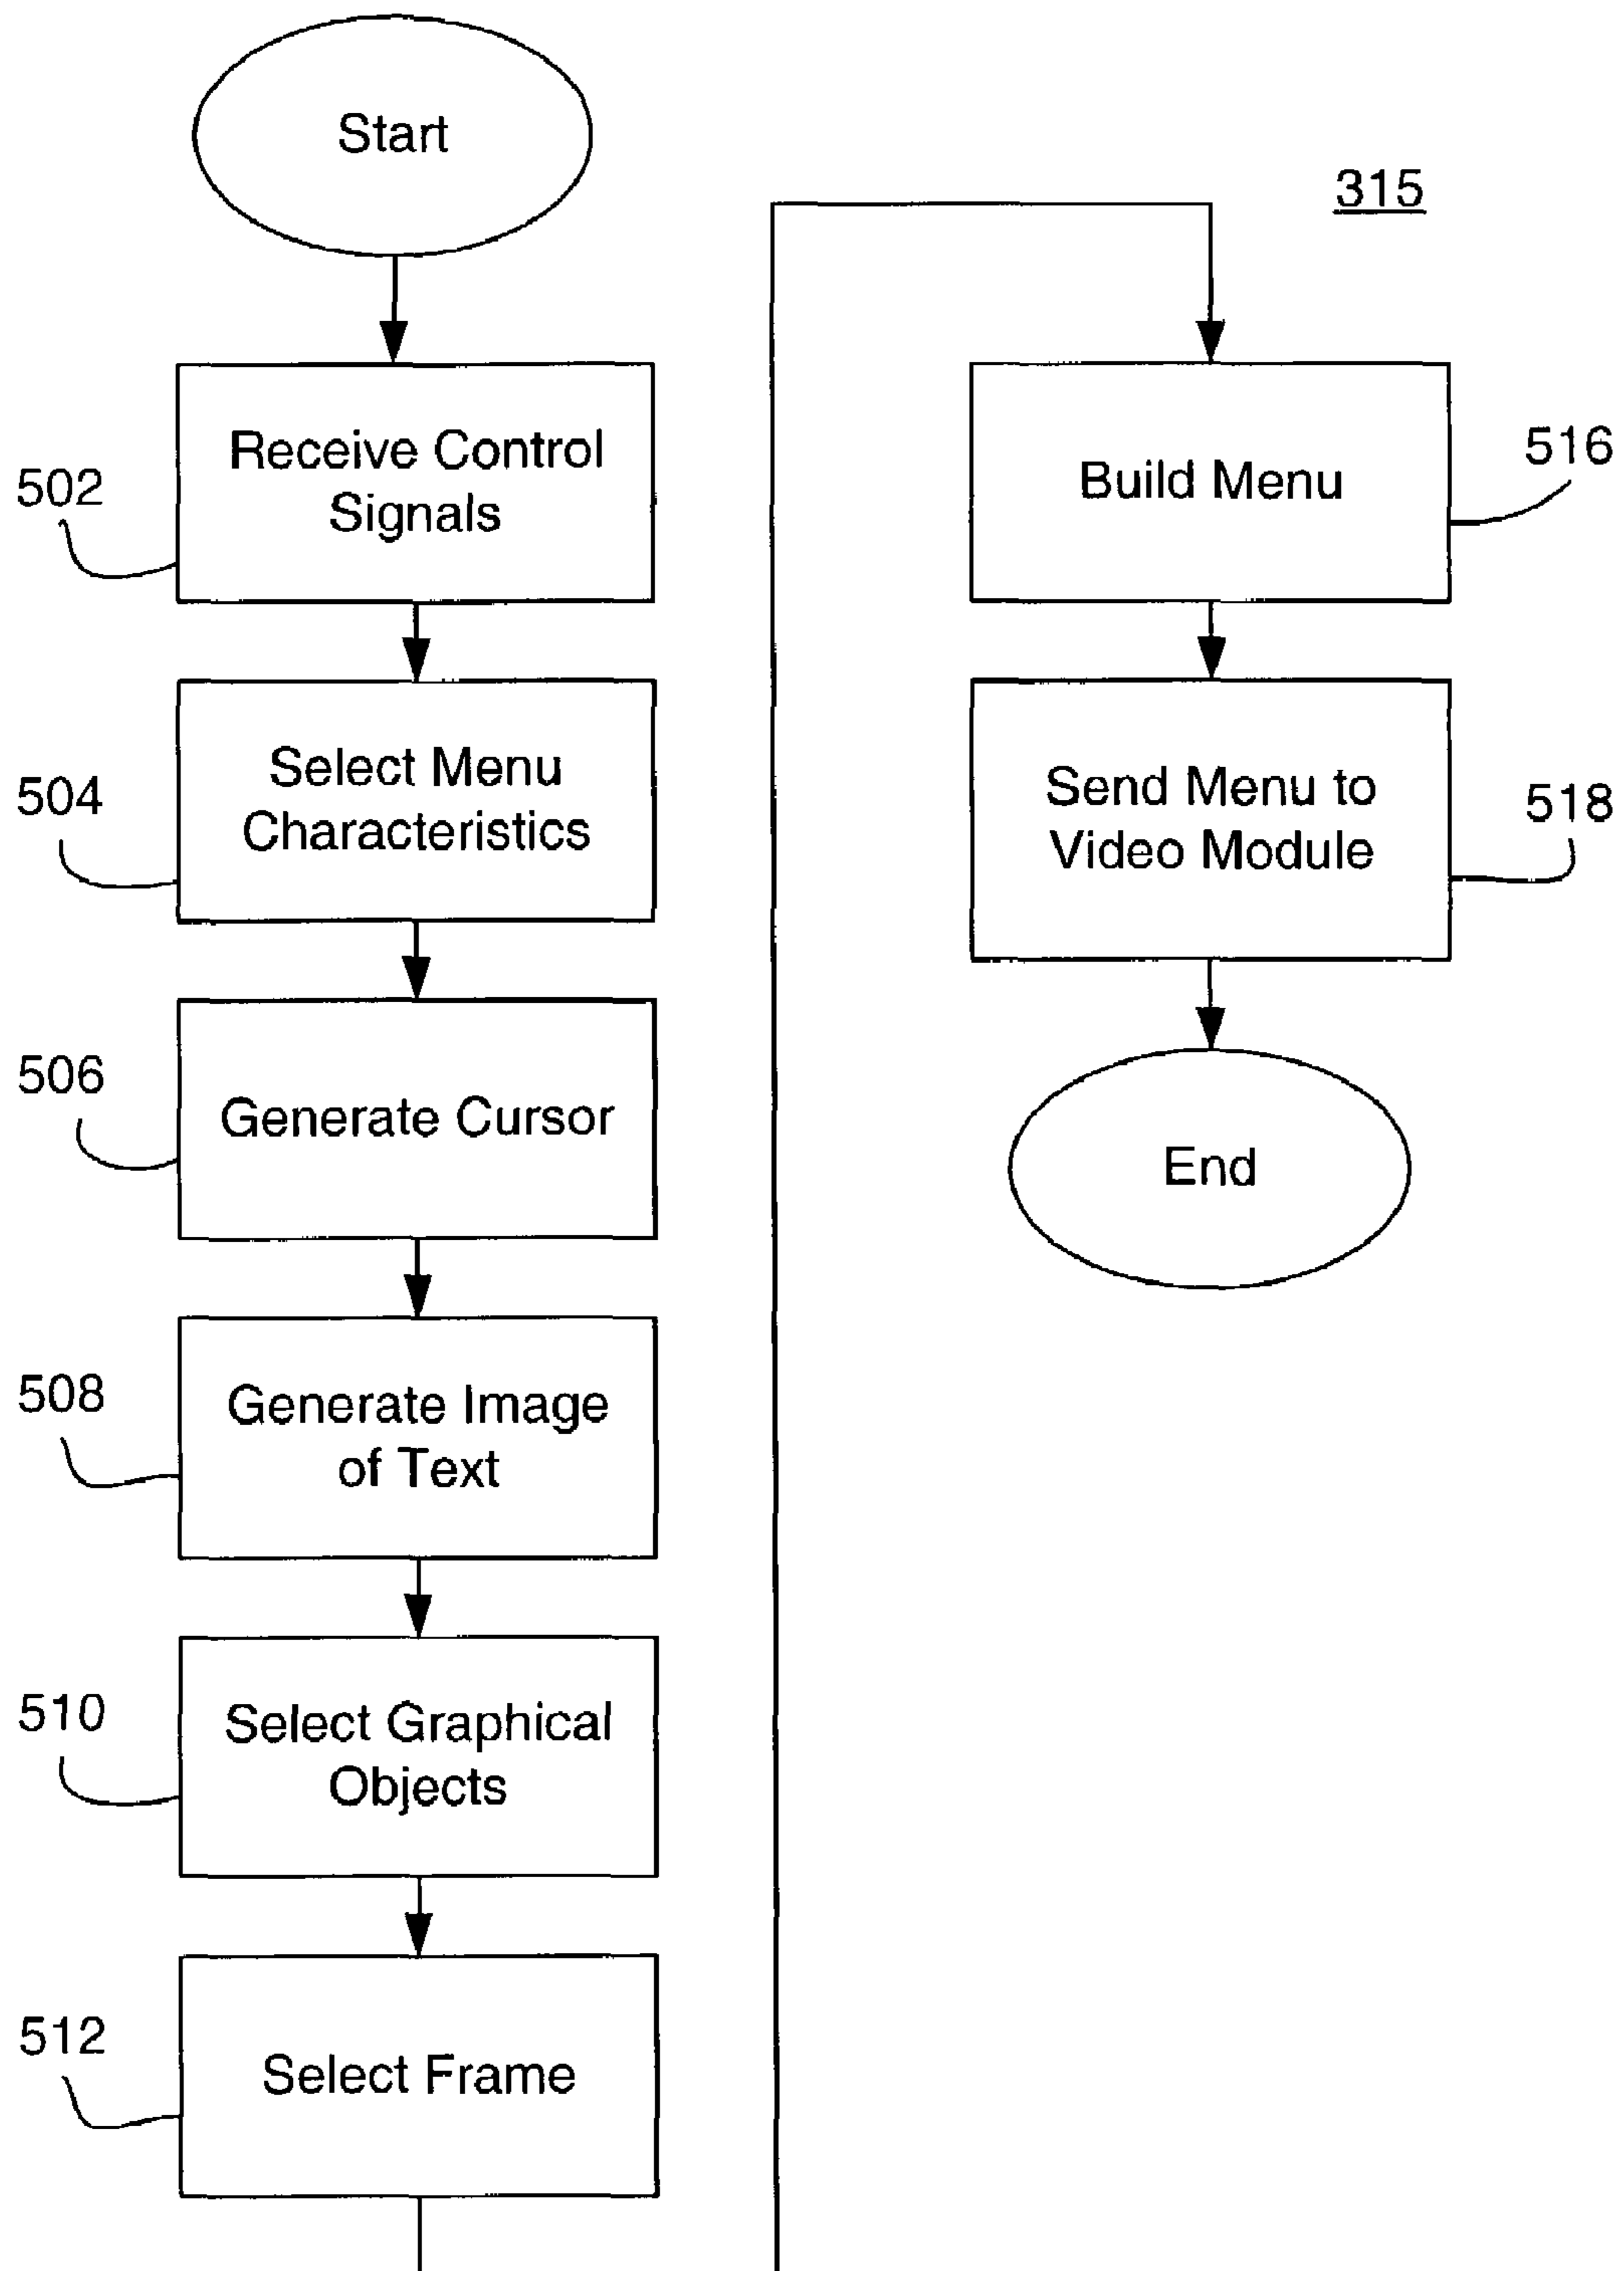 Start
315
502
Receive Control
Signals
504
Select Menu
Characteristics
506
Generate Cursor
508
Generate Image
of Text
510
Select Graphical
Objects
512
Select Frame
Build Menu
516
Send Menu to
Video Module
518
End